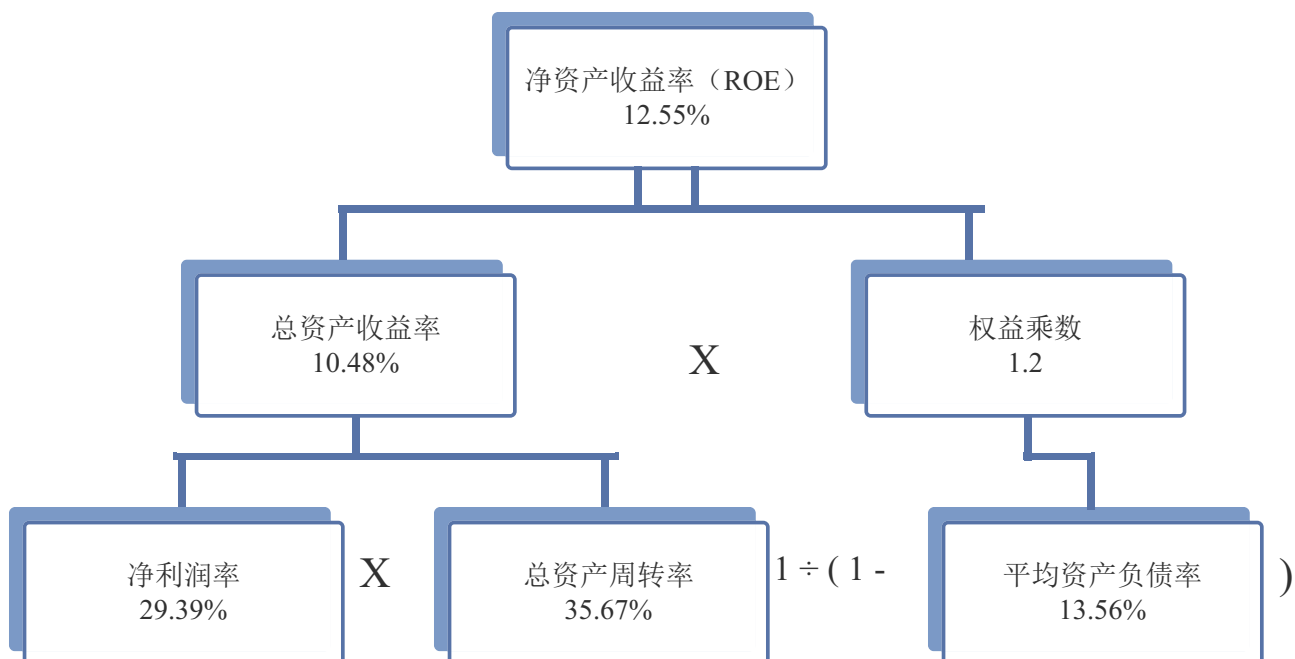 净资产收益率（ROE）
12.55%
总资产收益率
10.48%
X
权益乘数
1.2
净利润率
29.39%
X
总资产周转率
35.67%
1 ÷ ( 1 -
平均资产负债率
13.56%
)